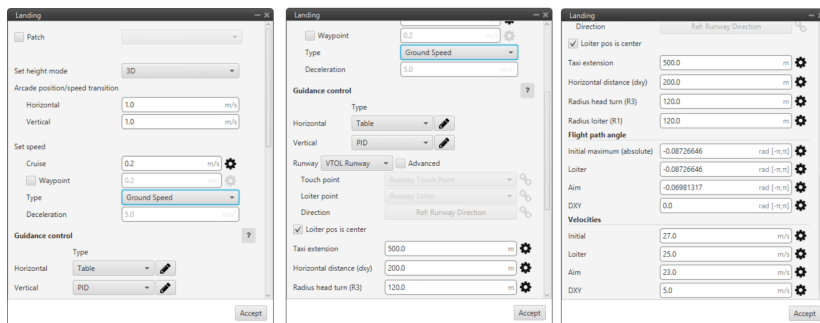 Landing
Patch
Set height mode 3D
Arcade position/speed transition
Horizontal 1.0 m/s
Vertical 1.0 m/s
Set speed
Cruise 0.2 m/s
Waypoint 0.2 m/s
Type Ground Speed
Deceleration 5.0 m/s²
Guidance control ?
Type
Horizontal Table
Vertical PID
Accept
Landing
Waypoint 0.2 m/s
Type Ground Speed
Deceleration 5.0 m/s²
Guidance control ?
Type
Horizontal Table
Vertical PID
Runway VTOL Runway Advanced
Touch point Runway Touch Point
Loiter point Runway Loiter
Direction Ref: Runway Direction
Loiter pos is center
Taxi extension 500.0 m
Horizontal distance (dxy) 200.0 m
Radius head turn (R3) 120.0 m
Accept
Landing
Direction Ref: Runway Direction
Loiter pos is center
Taxi extension 500.0 m
Horizontal distance (dxy) 200.0 m
Radius head turn (R3) 120.0 m
Radius loiter (R1) 120.0 m
Flight path angle
Initial maximum (absolute) -0.08726646 rad [-π,π]
Loiter -0.08726646 rad [-π,π]
Aim -0.06981317 rad [-π,π]
DXY 0.0 rad [-π,π]
Velocities
Initial 27.0 m/s
Loiter 25.0 m/s
Aim 23.0 m/s
DXY 5.0 m/s
Accept